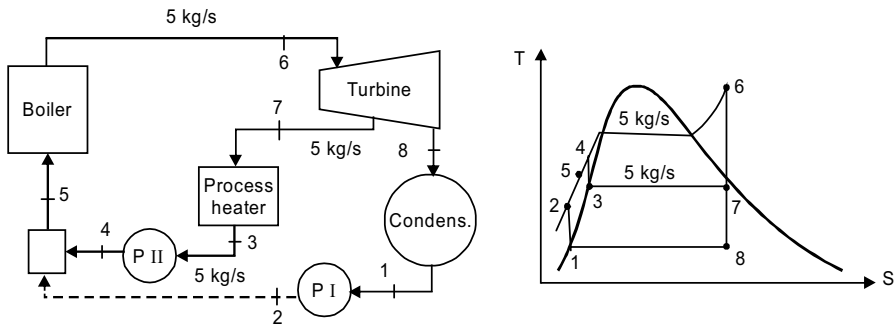 5 kg/s
6
Boiler
Turbine
7
5 kg/s
8
5
Process
heater
Condens.
4
P II
3
5 kg/s
1
P I
2
T
6
5 kg/s
4
5
5 kg/s
2
3
7
1
8
S